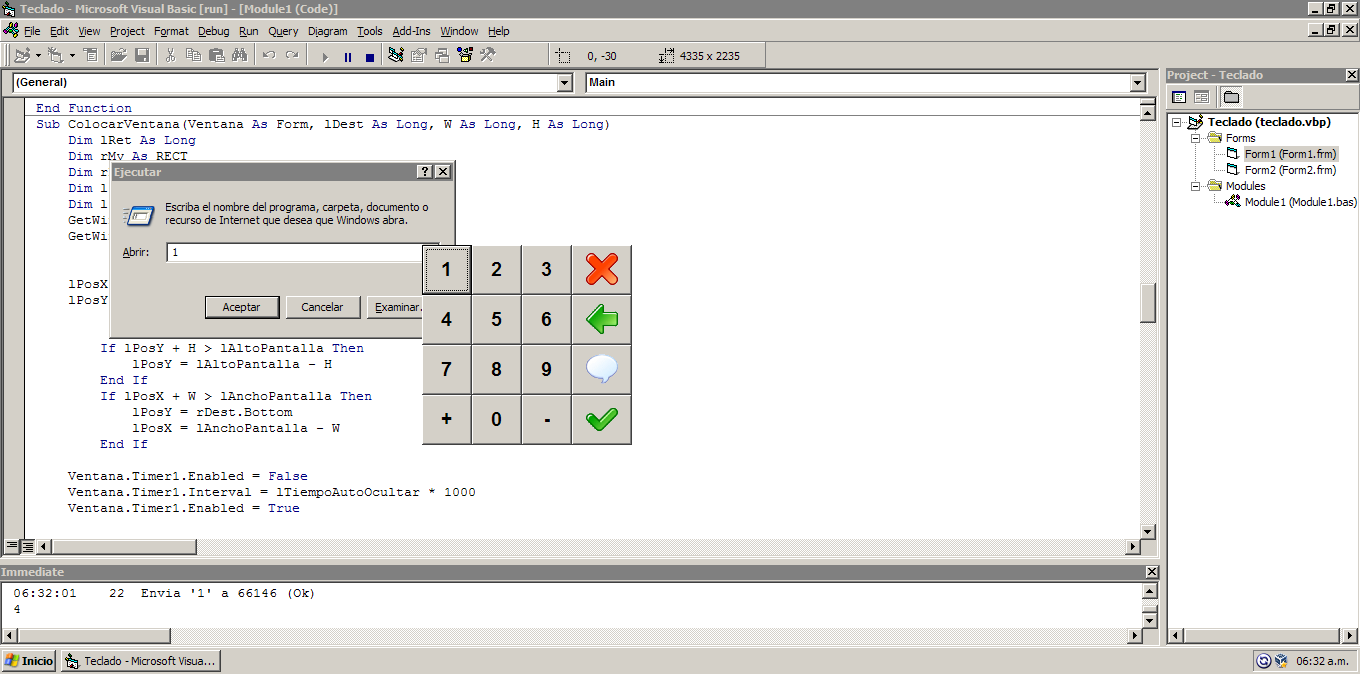 Teclado - Microsoft Visual Basic [run] - [Module1 (Code)]
File Edit View Project Format Debug Run Query Diagram Tools Add-Ins Window Help
0, -30 4335 x 2235
(General) Main
End Function
Sub ColocarVentana(Ventana As Form, lDest As Long, W As Long, H As Long)
Dim lRet As Long
Dim rMy As RECT
Dim r
Dim l
Dim l
GetWi
GetWi
lPosX
lPosY
If lPosY + H > lAltoPantalla Then
lPosY = lAltoPantalla - H
End If
If lPosX + W > lAnchoPantalla Then
lPosY = rDest.Bottom
lPosX = lAnchoPantalla - W
End If
Ventana.Timer1.Enabled = False
Ventana.Timer1.Interval = lTiempoAutoOcultar * 1000
Ventana.Timer1.Enabled = True
Ejecutar
Escriba el nombre del programa, carpeta, documento o
recurso de Internet que desea que Windows abra.
Abrir: 1
Aceptar Cancelar Examinar.
1 2 3
4 5 6
7 8 9
+ 0 -
Project - Teclado
Teclado (teclado.vbp)
Forms
Form1 (Form1.frm)
Form2 (Form2.frm)
Modules
Module1 (Module1.bas)
Immediate
06:32:01 22 Envia '1' a 66146 (Ok)
4
Inicio Teclado - Microsoft Visua... 06:32 a.m.